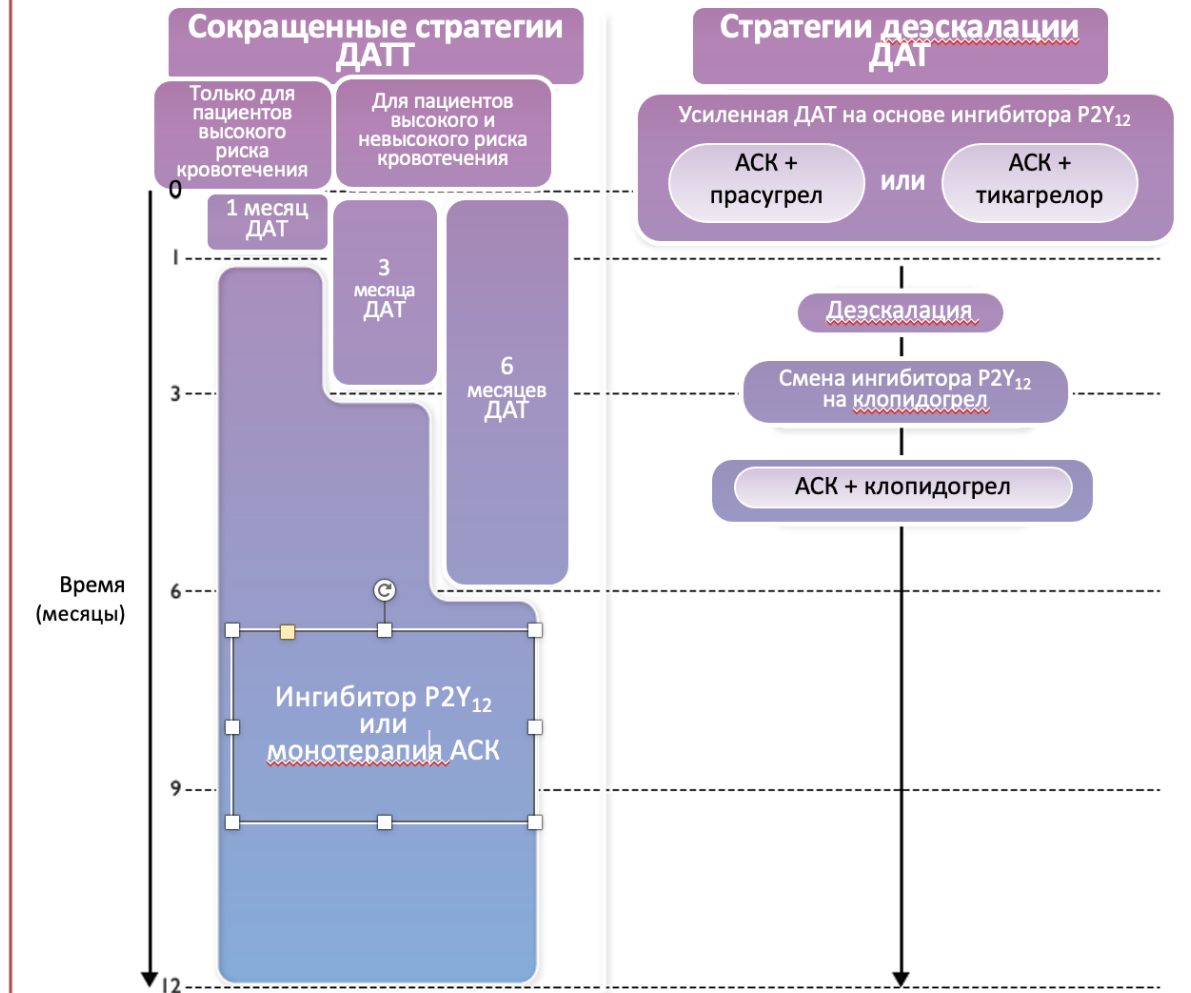 Сокращенные стратегии
ДАТТ
Только для
пациентов
высокого
риска
кровотечения
Для пациентов
высокого и
невысокого риска
кровотечения
0
1 месяц
ДАТ
1
3
месяца
ДАТ
6
месяцев
ДАТ
3
Время
(месяцы)
6
Ингибитор P2Y₁₂
или
монотерапия АСК
9
12
Стратегии деэскалации
ДАТ
Усиленная ДАТ на основе ингибитора P2Y₁₂
АСК +
прасугрел
или
АСК +
тикагрелор
Деэскалация
Смена ингибитора P2Y₁₂
на клопидогрел
АСК + клопидогрел